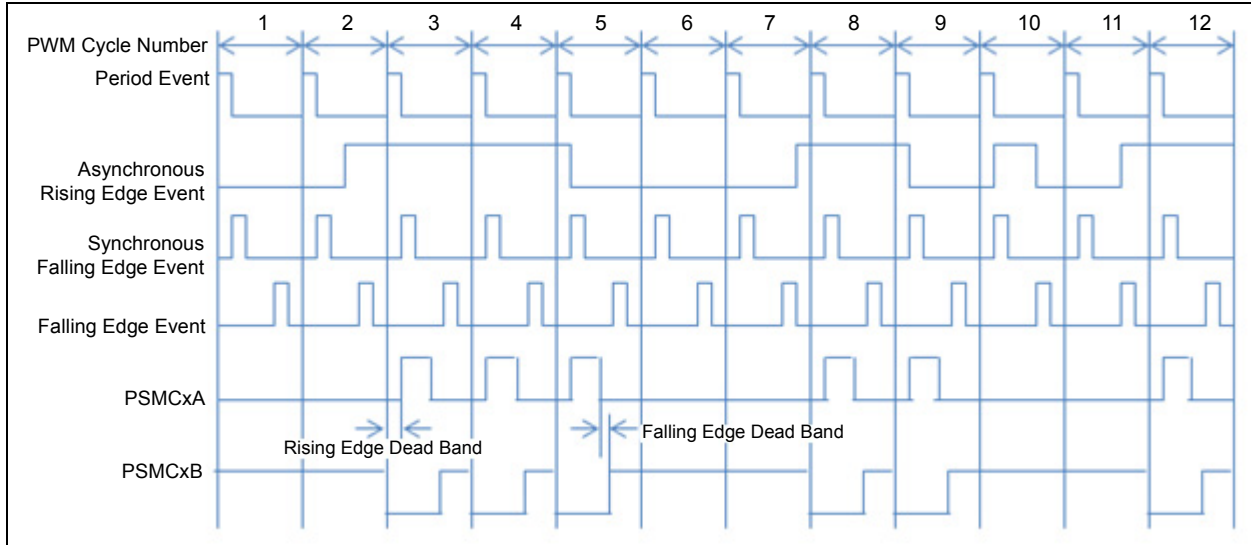 1 2 3 4 5 6 7 8 9 10 11 12
PWM Cycle Number
Period Event
Asynchronous
Rising Edge Event
Synchronous
Falling Edge Event
Falling Edge Event
PSMCxA
Rising Edge Dead Band
Falling Edge Dead Band
PSMCxB